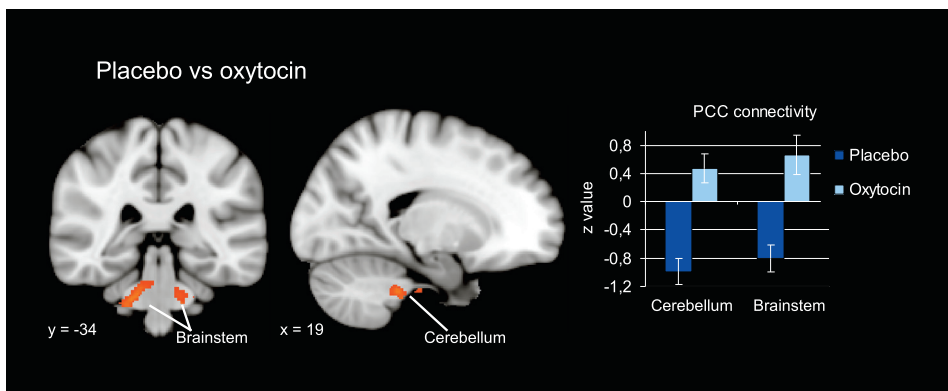 Placebo vs oxytocin
y = -34
Brainstem
x = 19
Cerebellum
PCC connectivity
z value
0,8
0,4
0
-0,4
-0,8
-1,2
Cerebellum
Brainstem
Placebo
Oxytocin